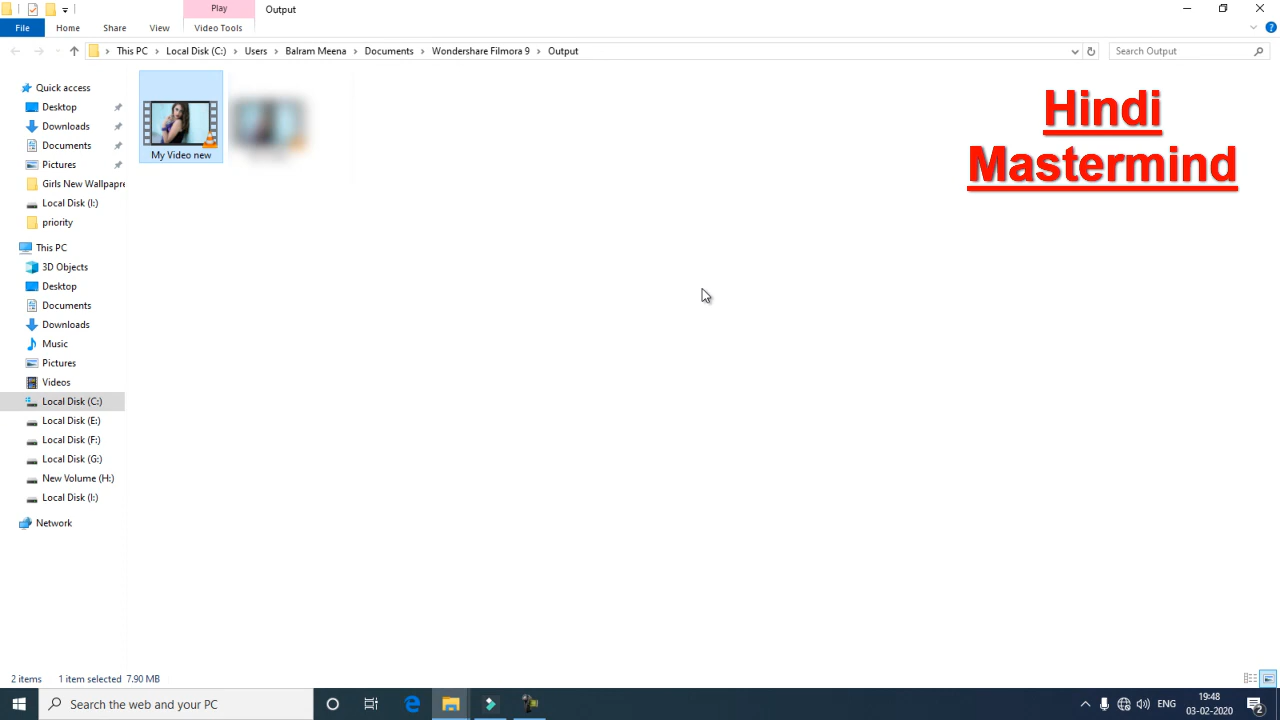 Play
Output
File
Home
Share
View
Video Tools
This PC
Local Disk (C:)
Users
Balram Meena
Documents
Wondershare Filmora 9
Output
Search Output
Quick access
Desktop
Downloads
Documents
Pictures
Girls New Wallpapre
Local Disk (I:)
priority
This PC
3D Objects
Desktop
Documents
Downloads
Music
Pictures
Videos
Local Disk (C:)
Local Disk (E:)
Local Disk (F:)
Local Disk (G:)
New Volume (H:)
Local Disk (I:)
Network
My Video new
Hindi
Mastermind
2 items
1 item selected 7.90 MB
Search the web and your PC
ENG
19:48
03-02-2020
2